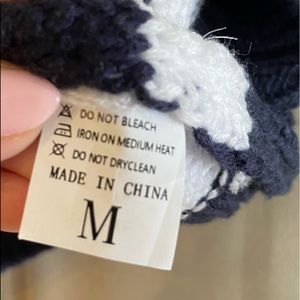 DO NOT BLEACH
IRON ON MEDIUM HEAT
DO NOT DRYCLEAN
MADE IN CHINA
M